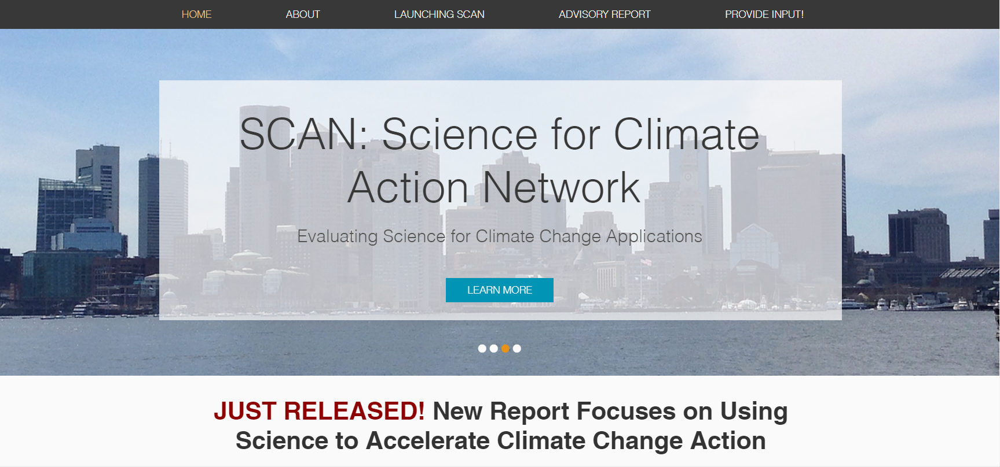 HOME ABOUT LAUNCHING SCAN ADVISORY REPORT PROVIDE INPUT!
SCAN: Science for Climate
Action Network
Evaluating Science for Climate Change Applications
LEARN MORE
JUST RELEASED! New Report Focuses on Using
Science to Accelerate Climate Change Action